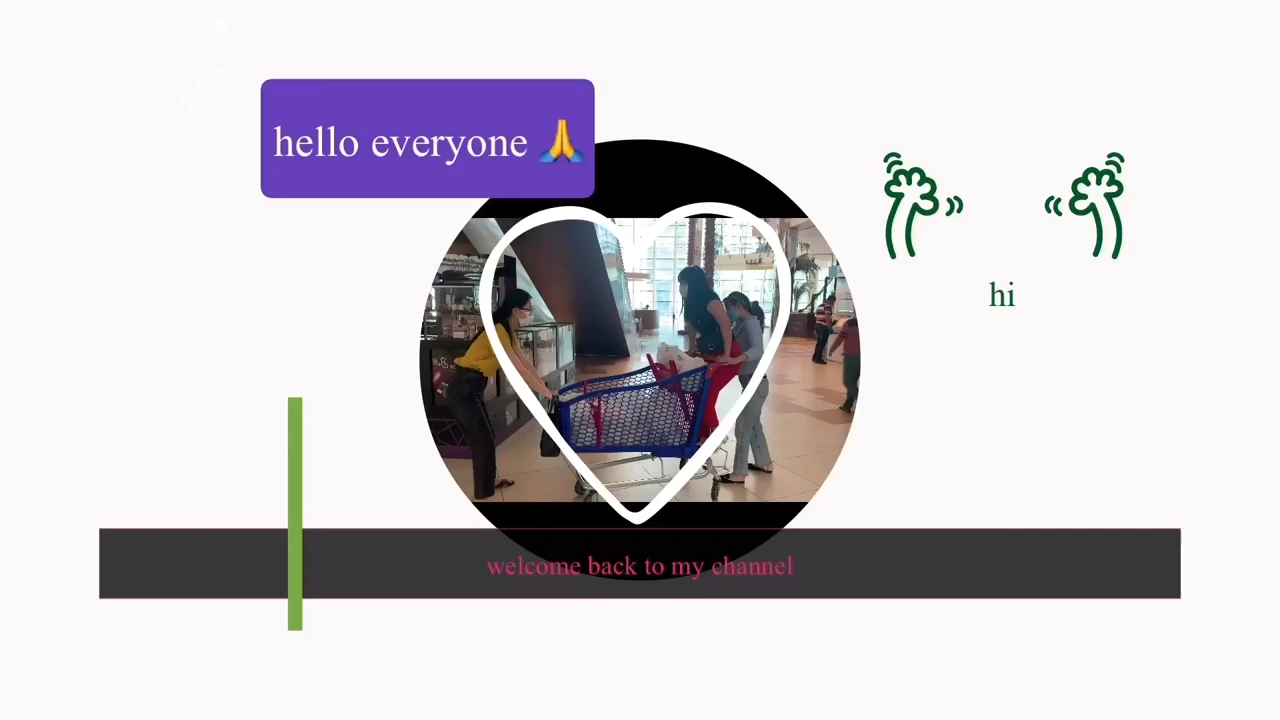 hello everyone 🙏
hi
welcome back to my channel